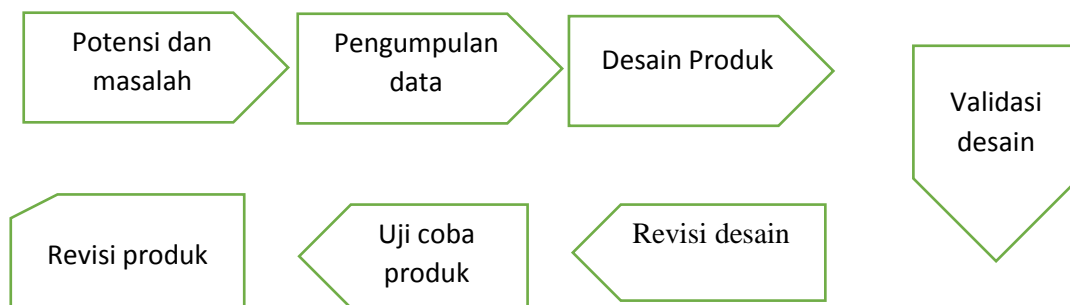 Potensi dan
masalah
Pengumpulan
data
Desain Produk
Validasi
desain
Revisi desain
Uji coba
produk
Revisi produk